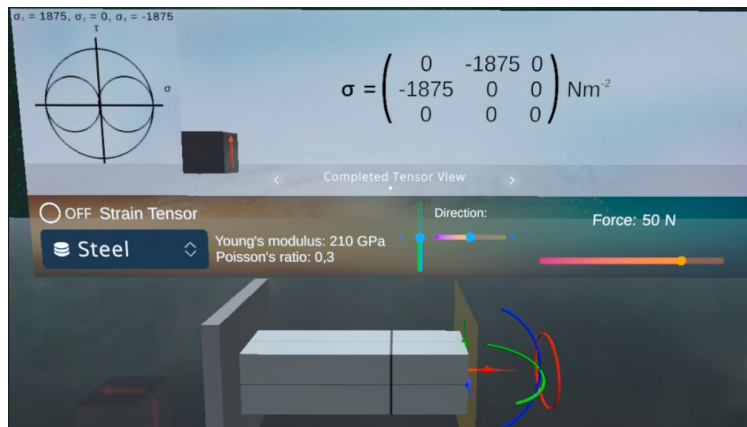 σ₁ = 1875, σ₂ = 0, σ₃ = -1875
τ
σ
σ = ( 0 -1875 0
-1875 0 0
0 0 0 ) Nm⁻²
Completed Tensor View
OFF Strain Tensor
Steel
Young's modulus: 210 GPa
Poisson's ratio: 0,3
Direction:
Force: 50 N